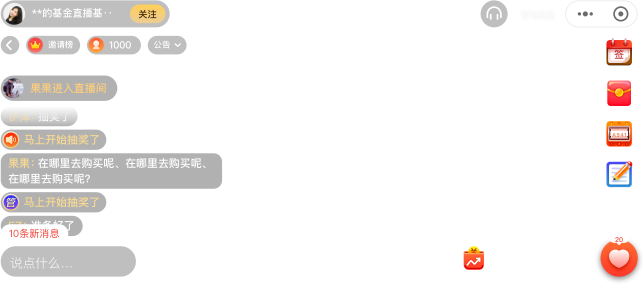 **的基金直播基··
关注
邀请榜
1000
公告
签
果果进入直播间
抽奖了
马上开始抽奖了
果果：在哪里去购买呢、在哪里去购买呢、
在哪里去购买呢?
管
马上开始抽奖了
准备好了
10条新消息
说点什么...
20